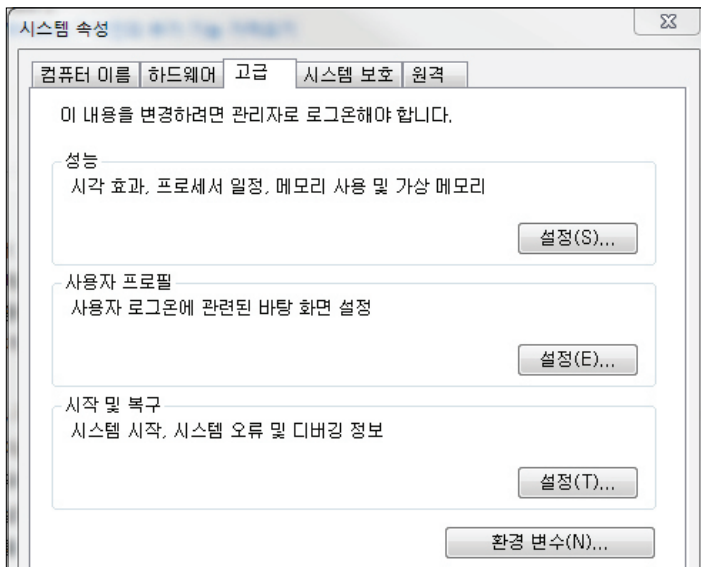 시스템 속성
컴퓨터 이름 하드웨어 고급 시스템 보호 원격
이 내용을 변경하려면 관리자로 로그온해야 합니다.
성능
시각 효과, 프로세서 일정, 메모리 사용 및 가상 메모리
설정(S)...
사용자 프로필
사용자 로그온에 관련된 바탕 화면 설정
설정(E)...
시작 및 복구
시스템 시작, 시스템 오류 및 디버깅 정보
설정(T)...
환경 변수(N)...